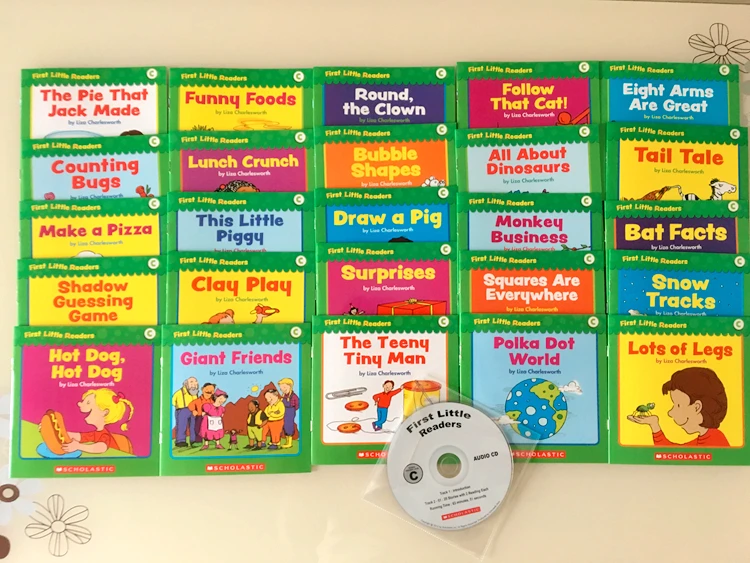 First Little Readers C
The Pie That
Jack Made
by Liza Charlesworth
First Little Readers C
Funny Foods
by Liza Charlesworth
First Little Readers C
Round,
the Clown
by Liza Charlesworth
First Little Readers C
Follow
That Cat!
by Liza Charlesworth
First Little Readers C
Eight Arms
Are Great
by Liza Charlesworth
First Little Readers C
Counting
Bugs
by Liza Charlesworth
First Little Readers C
Lunch Crunch
by Liza Charlesworth
First Little Readers C
Bubble
Shapes
by Liza Charlesworth
First Little Readers C
All About
Dinosaurs
by Liza Charlesworth
First Little Readers C
Tail Tale
by Liza Charlesworth
First Little Readers C
Make a Pizza
by Liza Charlesworth
First Little Readers C
This Little
Piggy
by Liza Charlesworth
First Little Readers C
Draw a Pig
by Liza Charlesworth
First Little Readers C
Monkey
Business
by Liza Charlesworth
First Little Readers C
Bat Facts
by Liza Charlesworth
First Little Readers C
Shadow
Guessing
Game
First Little Readers C
Clay Play
by Liza Charlesworth
First Little Readers C
Surprises
by Liza Charlesworth
First Little Readers C
Squares Are
Everywhere
by Liza Charlesworth
First Little Readers C
Snow
Tracks
by Liza Charlesworth
First Little Readers C
Hot Dog,
Hot Dog
by Liza Charlesworth
SCHOLASTIC
First Little Readers C
Giant Friends
by Liza Charlesworth
SCHOLASTIC
First Little Readers C
The Teeny
Tiny Man
by Liza Charlesworth
SCHOLASTIC
First Little Readers C
Polka Dot
World
by Liza Charlesworth
SCHOLASTIC
First Little Readers C
Lots of Legs
by Liza Charlesworth
SCHOLASTIC
First Little
Readers
AUDIO CD
C
Track 1 : Introduction
SCHOLASTIC